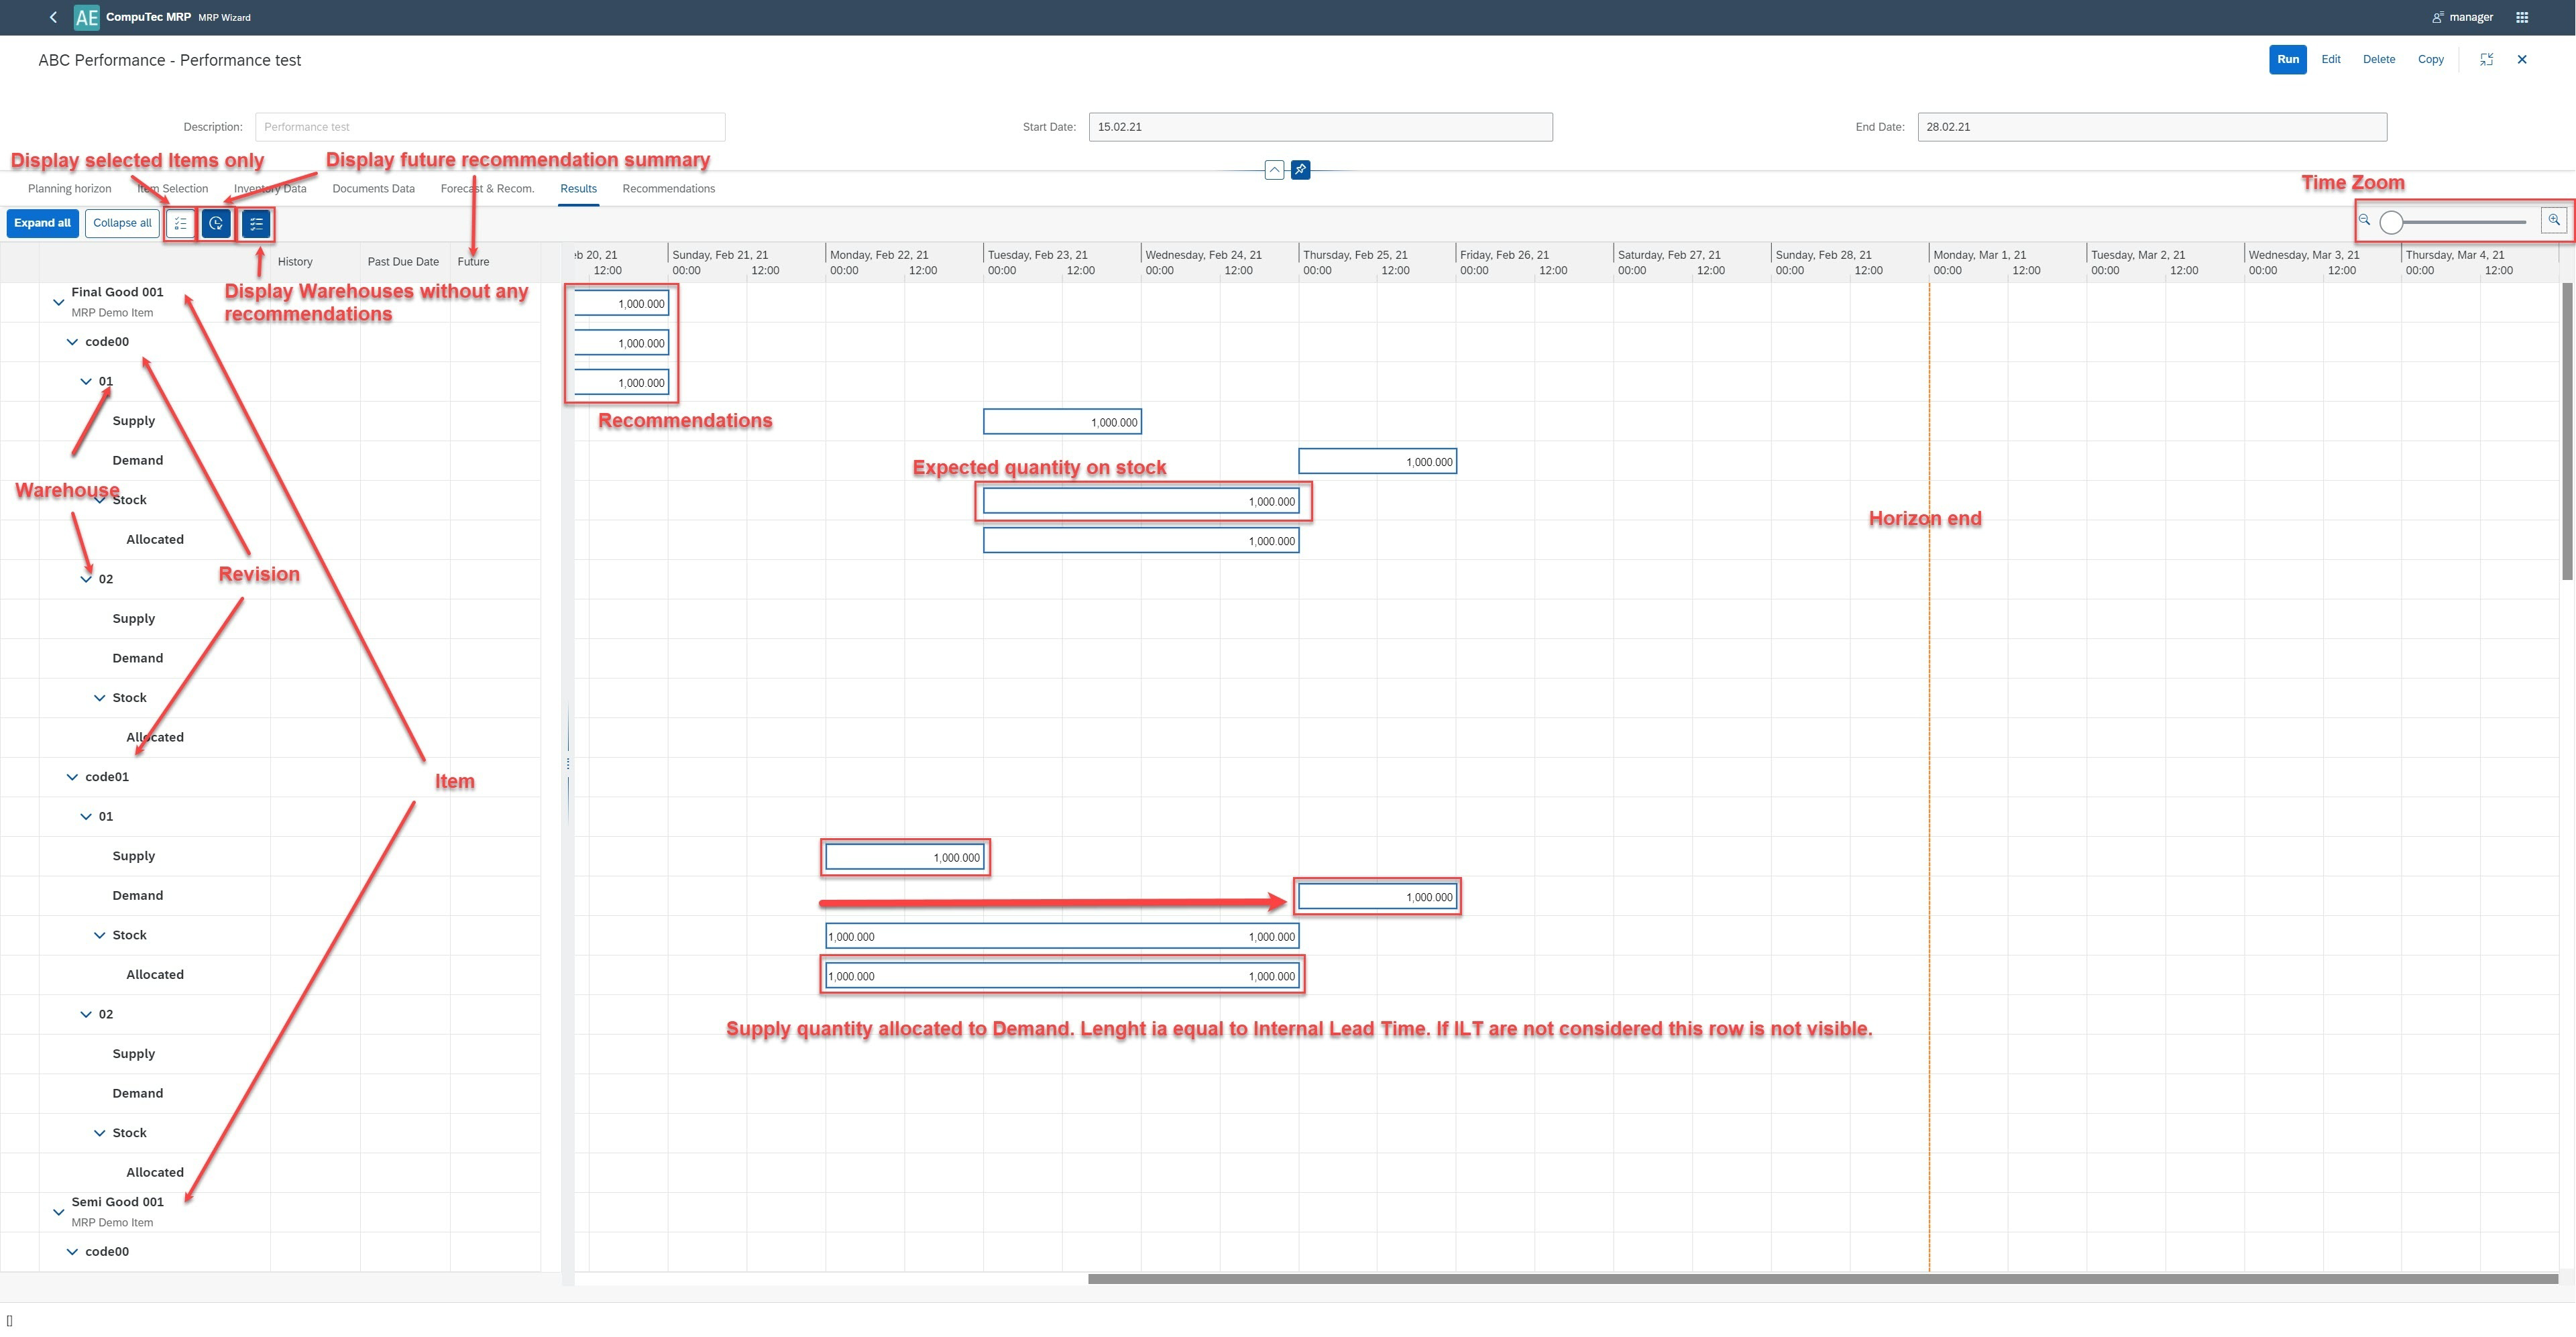 AE CompuTec MRP MRP Wizard
manager
ABC Performance - Performance test
Run Edit Delete Copy
Description: Performance test
Start Date: 15.02.21
End Date: 28.02.21
Display selected Items only
Display future recommendation summary
Planning horizon Item Selection Inventory Data Documents Data Forecast & Recom. Results Recommendations
Time Zoom
Expand all Collapse all
History Past Due Date Future
eb 20, 21 Sunday, Feb 21, 21 Monday, Feb 22, 21 Tuesday, Feb 23, 21 Wednesday, Feb 24, 21 Thursday, Feb 25, 21 Friday, Feb 26, 21 Saturday, Feb 27, 21 Sunday, Feb 28, 21 Monday, Mar 1, 21 Tuesday, Mar 2, 21 Wednesday, Mar 3, 21 Thursday, Mar 4, 21
12:00 00:00 12:00 00:00 12:00 00:00 12:00 00:00 12:00 00:00 12:00 00:00 12:00 00:00 12:00 00:00 12:00 00:00 12:00 00:00 12:00 00:00 12:00 00:00 12:00
Final Good 001
MRP Demo Item
1,000.000
Display Warehouses without any
recommendations
code00
1,000.000
01
1,000.000
Supply
1,000.000
Recommendations
Demand
1,000.000
Expected quantity on stock
Warehouse
Stock
1,000.000
Horizon end
Allocated
1,000.000
02
Revision
Supply
Demand
Stock
Allocated
code01
Item
01
Supply
1,000.000
Demand
1,000.000
Stock
1,000.000 1,000.000
Allocated
1,000.000 1,000.000
02
Supply quantity allocated to Demand. Lenght ia equal to Internal Lead Time. If ILT are not considered this row is not visible.
Supply
Demand
Stock
Allocated
Semi Good 001
MRP Demo Item
code00
[]